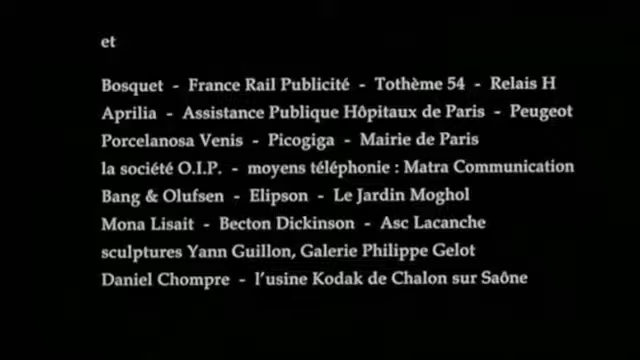 et
Bosquet - France Rail Publicité - Tothème 54 - Relais H
Aprilia - Assistance Publique Hôpitaux de Paris - Peugeot
Porcelanosa Venis - Picogiga - Mairie de Paris
la société O.I.P. - moyens téléphonie : Matra Communication
Bang & Olufsen - Elipson - Le Jardin Moghol
Mona Lisait - Becton Dickinson - Asc Lacanche
sculptures Yann Guillon, Galerie Philippe Gelot
Daniel Chompre - l'usine Kodak de Chalon sur Saône